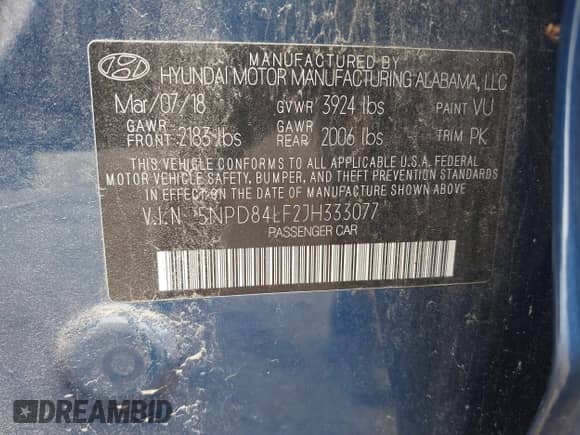 MANUFACTURED BY
HYUNDAI MOTOR MANUFACTURING ALABAMA, LLC
Mar/07/18 GVWR 3924 lbs PAINT VU
GAWR FRONT 2183 lbs GAWR REAR 2006 lbs TRIM PK
THIS VEHICLE CONFORMS TO ALL APPLICABLE U.S.A. FEDERAL
MOTOR VEHICLE SAFETY, BUMPER, AND THEFT PREVENTION STANDARDS
IN EFFECT ON THE DATE OF MANUFACTURE SHOWN ABOVE.
V.I.N 5NPD84LF2JH333077
PASSENGER CAR
DREAMBID